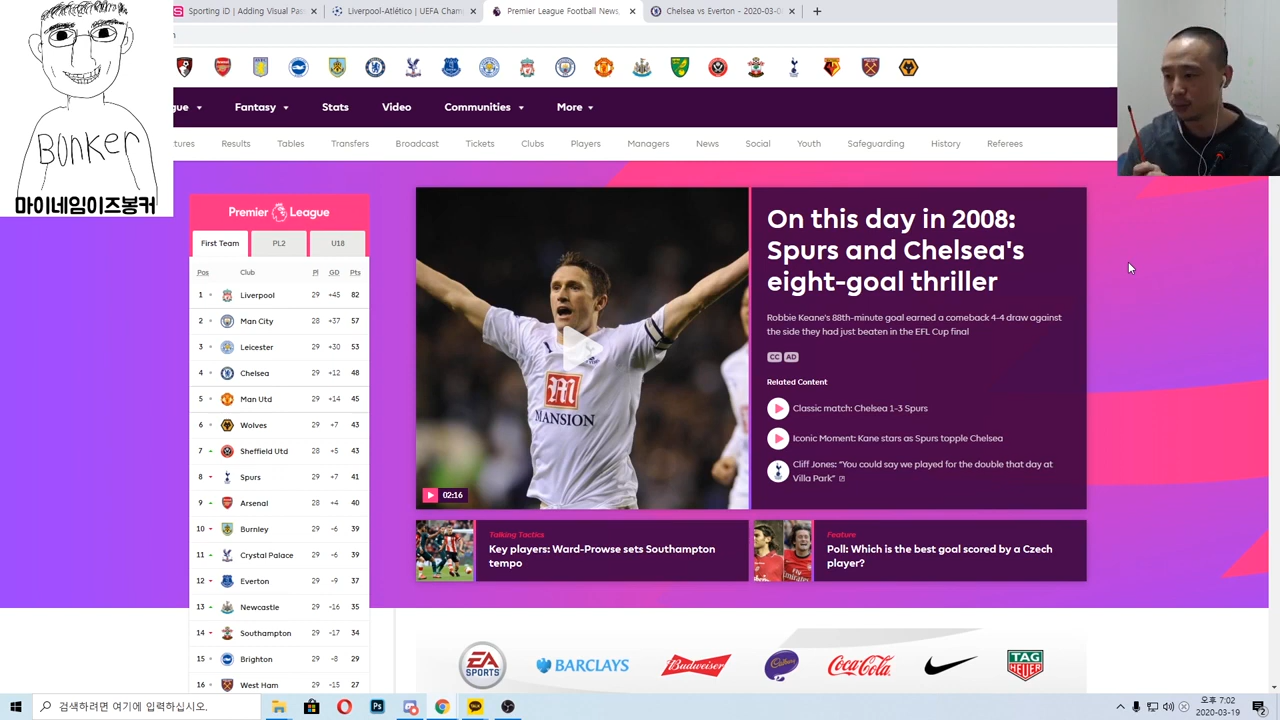 Sporting ID | Adding Visual Pas
Liverpool-Atlético | UEFA Cham
Premier League Football News,
Chelsea vs Everton - 2020-03-0
BONKER
마이네임이즈봉커
gue
Fantasy
Stats
Video
Communities
More
tures
Results
Tables
Transfers
Broadcast
Tickets
Clubs
Players
Managers
News
Social
Youth
Safeguarding
History
Referees
Premier League
First Team PL2 U18
Pos Club Pl GD Pts
1 Liverpool 29 +45 82
2 Man City 28 +37 57
3 Leicester 29 +30 53
4 Chelsea 29 +12 48
5 Man Utd 29 +14 45
6 Wolves 29 +7 43
7 Sheffield Utd 28 +5 43
8 Spurs 29 +7 41
9 Arsenal 28 +4 40
10 Burnley 29 -6 39
11 Crystal Palace 29 -6 39
12 Everton 29 -9 37
13 Newcastle 29 -16 35
14 Southampton 29 -17 34
15 Brighton 29 -8 29
16 West Ham 29 -15 27
MANSION
02:16
On this day in 2008:
Spurs and Chelsea's
eight-goal thriller
Robbie Keane's 88th-minute goal earned a comeback 4-4 draw against
the side they had just beaten in the EFL Cup final
CC AD
Related Content
Classic match: Chelsea 1-3 Spurs
Iconic Moment: Kane stars as Spurs topple Chelsea
Cliff Jones: "You could say we played for the double that day at
Villa Park"
Talking Tactics
Key players: Ward-Prowse sets Southampton
tempo
Feature
Poll: Which is the best goal scored by a Czech
player?
EA
SPORTS
BARCLAYS
Budweiser
Cadbury
Coca-Cola
TAG
HEUER
검색하려면 여기에 입력하십시오.
오후 7:02
2020-03-19